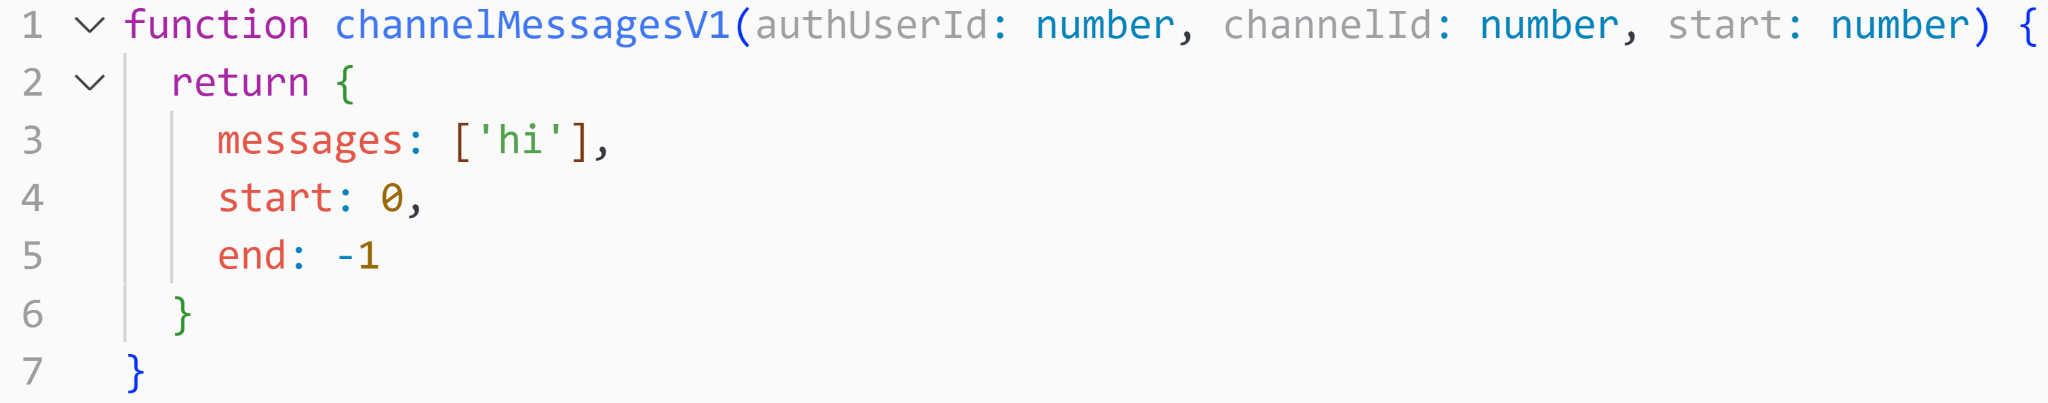 1 function channelMessagesV1(authUserId: number, channelId: number, start: number) {
2   return {
3     messages: ['hi'],
4     start: 0,
5     end: -1
6   }
7 }